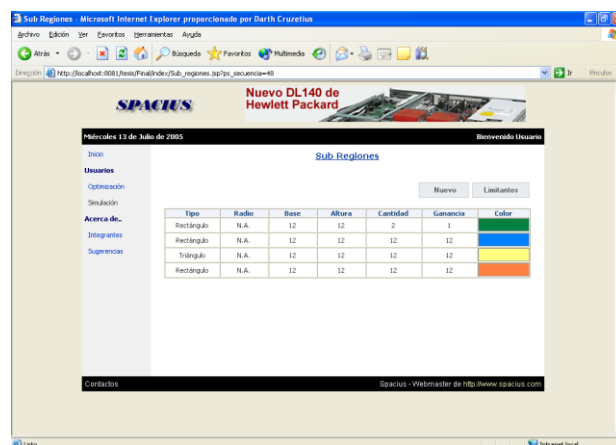 Sub Regiones - Microsoft Internet Explorer proporcionado por Darth Cruzetius
Archivo Edición Ver Favoritos Herramientas Ayuda
Atrás Búsqueda Favoritos Multimedia
Dirección http://localhost:8081/tesis/Final/index/Sub_regiones.jsp?ps_secuencia=48 Ir Vínculos
SPACIUS
Nuevo DL140 de
Hewlett Packard
Miércoles 13 de Julio de 2005 Bienvenido Usuario
Inicio
Usuarios
Optimización
Simulación
Acerca de..
Integrantes
Sugerencias
Sub Regiones
Nuevo Limitantes
Tipo Radio Base Altura Cantidad Ganancia Color
Rectángulo N.A. 12 12 2 1
Rectángulo N.A. 12 12 12 12
Triángulo N.A. 12 12 12 12
Rectángulo N.A. 12 12 12 12
Contactos Spacius - Webmaster de http://www.spacius.com
Listo Intranet local